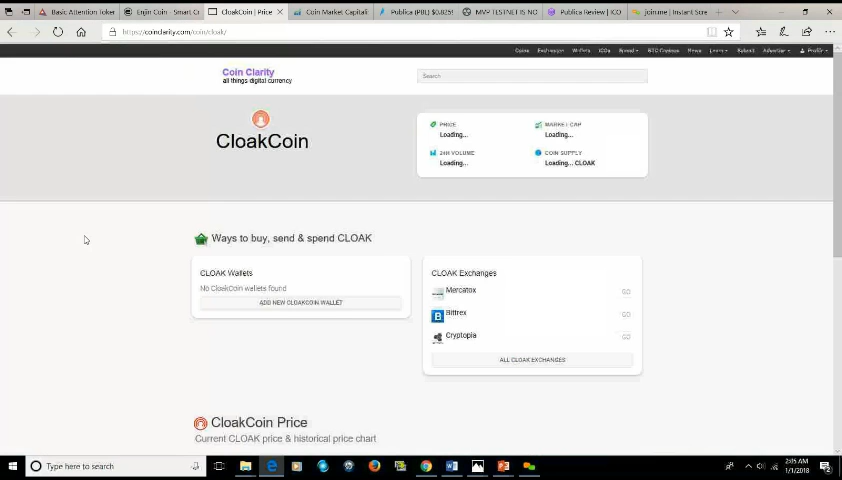 Basic Attention Token
Enjin Coin - Smart Cr
CloakCoin | Price
Coin Market Capitali
Publica (PBL) $0.825
MVP TESTNET IS NO
Publica Review | ICO
join.me | Instant Scre
https://coinclarity.com/coin/cloak/
Coins Exchanges Wallets ICOs Spend BTC Cashout News Learn Submit Advertise Profile
Coin Clarity
all things digital currency
Search
CloakCoin
PRICE
Loading...
MARKET CAP
Loading...
24H VOLUME
Loading...
COIN SUPPLY
Loading... CLOAK
Ways to buy, send & spend CLOAK
CLOAK Wallets
No CloakCoin wallets found
ADD NEW CLOAKCOIN WALLET
CLOAK Exchanges
Mercatox GO
Bittrex GO
Cryptopia GO
ALL CLOAK EXCHANGES
CloakCoin Price
Current CLOAK price & historical price chart
Type here to search
1/1/2018